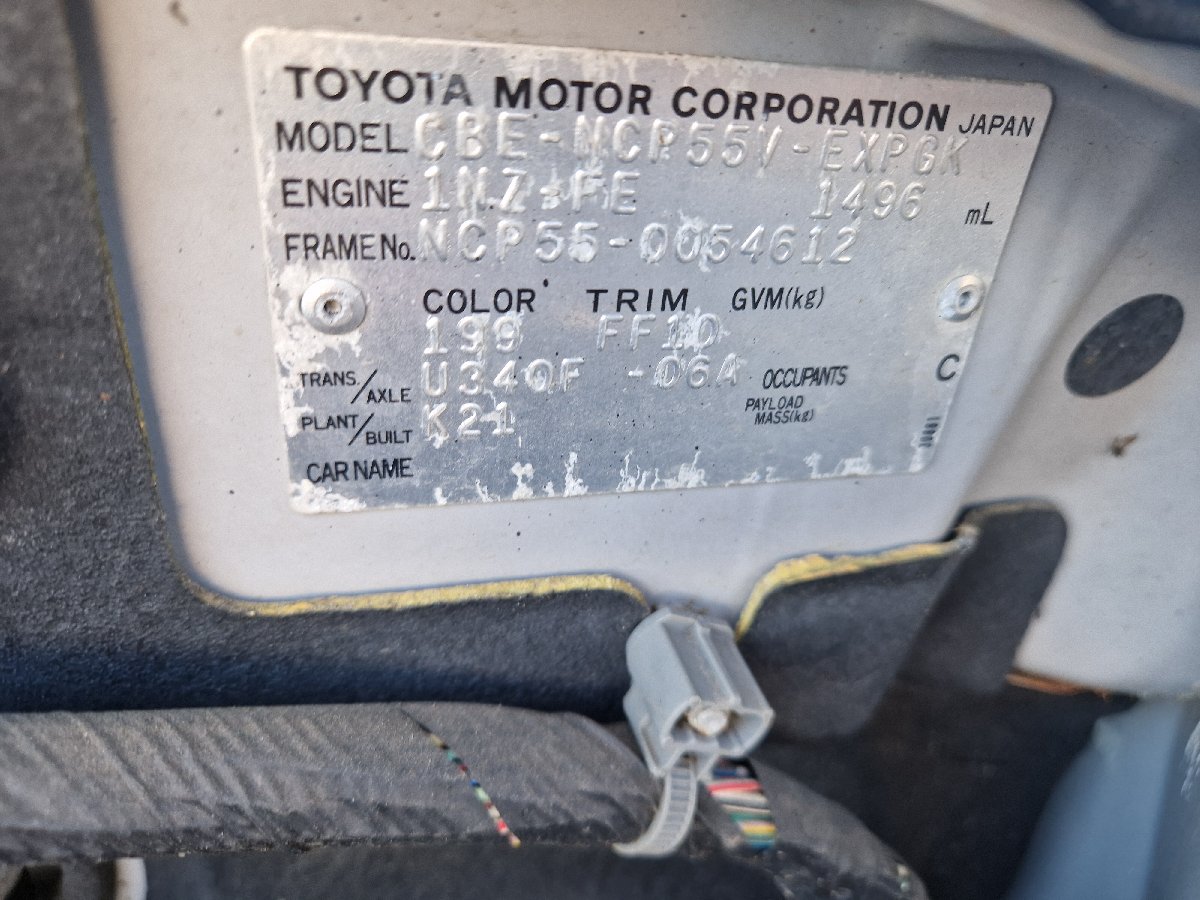 TOYOTA MOTOR CORPORATION JAPAN
MODEL CBE-NCP55V-EXPGK
ENGINE 1NZ-FE 1496 mL
FRAME No. NCP55-0054612
COLOR TRIM GVM(kg)
199 FF10
TRANS./AXLE U340F -06A OCCUPANTS C
PLANT/BUILT K21 PAYLOAD MASS(kg)
CAR NAME